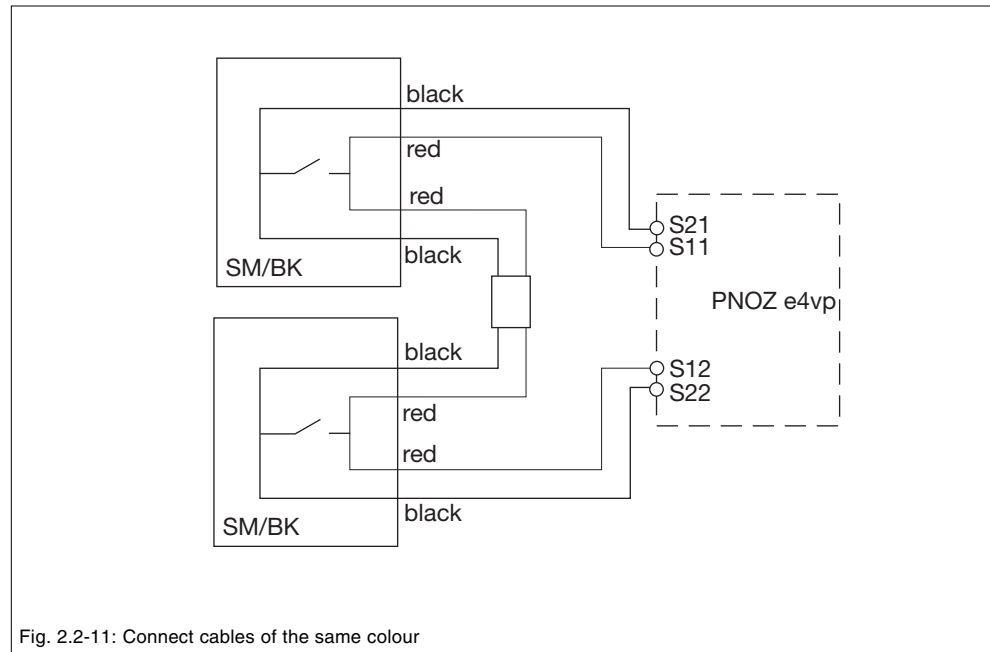 black
red
red
black
SM/BK
S21
S11
PNOZ e4vp
black
red
red
black
SM/BK
S12
S22
Fig. 2.2-11: Connect cables of the same colour